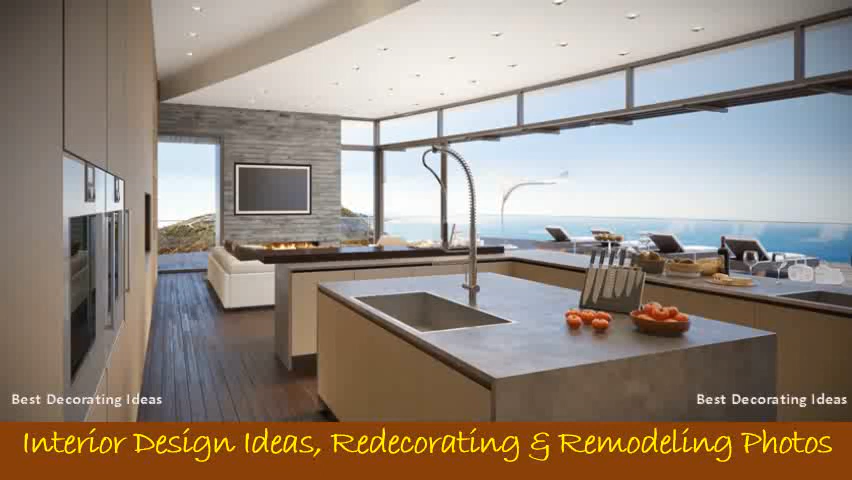 Best Decorating Ideas
Best Decorating Ideas
Interior Design Ideas, Redecorating & Remodeling Photos